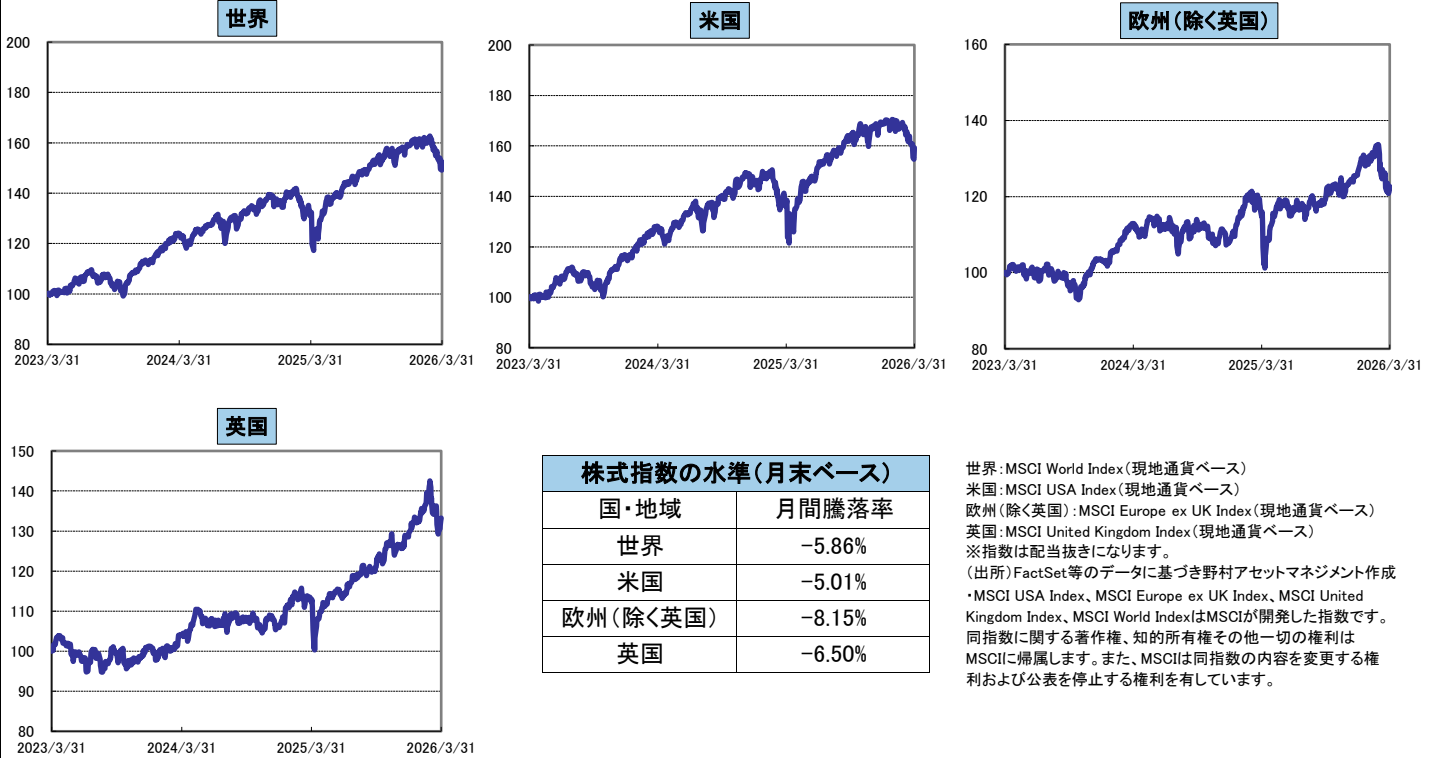 世界
200
180
160
140
120
100
80
2023/3/31
2024/3/31
2025/3/31
2026/3/31
米国
200
180
160
140
120
100
80
2023/3/31
2024/3/31
2025/3/31
2026/3/31
欧州(除く英国)
160
140
120
100
80
2023/3/31
2024/3/31
2025/3/31
2026/3/31
英国
150
140
130
120
110
100
90
80
2023/3/31
2024/3/31
2025/3/31
2026/3/31
株式指数の水準(月末ベース)
国・地域 月間騰落率
世界 -5.86%
米国 -5.01%
欧州(除く英国) -8.15%
英国 -6.50%
世界:MSCI World Index(現地通貨ベース)
米国:MSCI USA Index(現地通貨ベース)
欧州(除く英国):MSCI Europe ex UK Index(現地通貨ベース)
英国:MSCI United Kingdom Index(現地通貨ベース)
※指数は配当抜きになります。
(出所)FactSet等のデータに基づき野村アセットマネジメント作成
・MSCI USA Index、MSCI Europe ex UK Index、MSCI United
Kingdom Index、MSCI World IndexはMSCIが開発した指数です。
同指数に関する著作権、知的所有権その他一切の権利は
MSCIに帰属します。また、MSCIは同指数の内容を変更する権
利および公表を停止する権利を有しています。